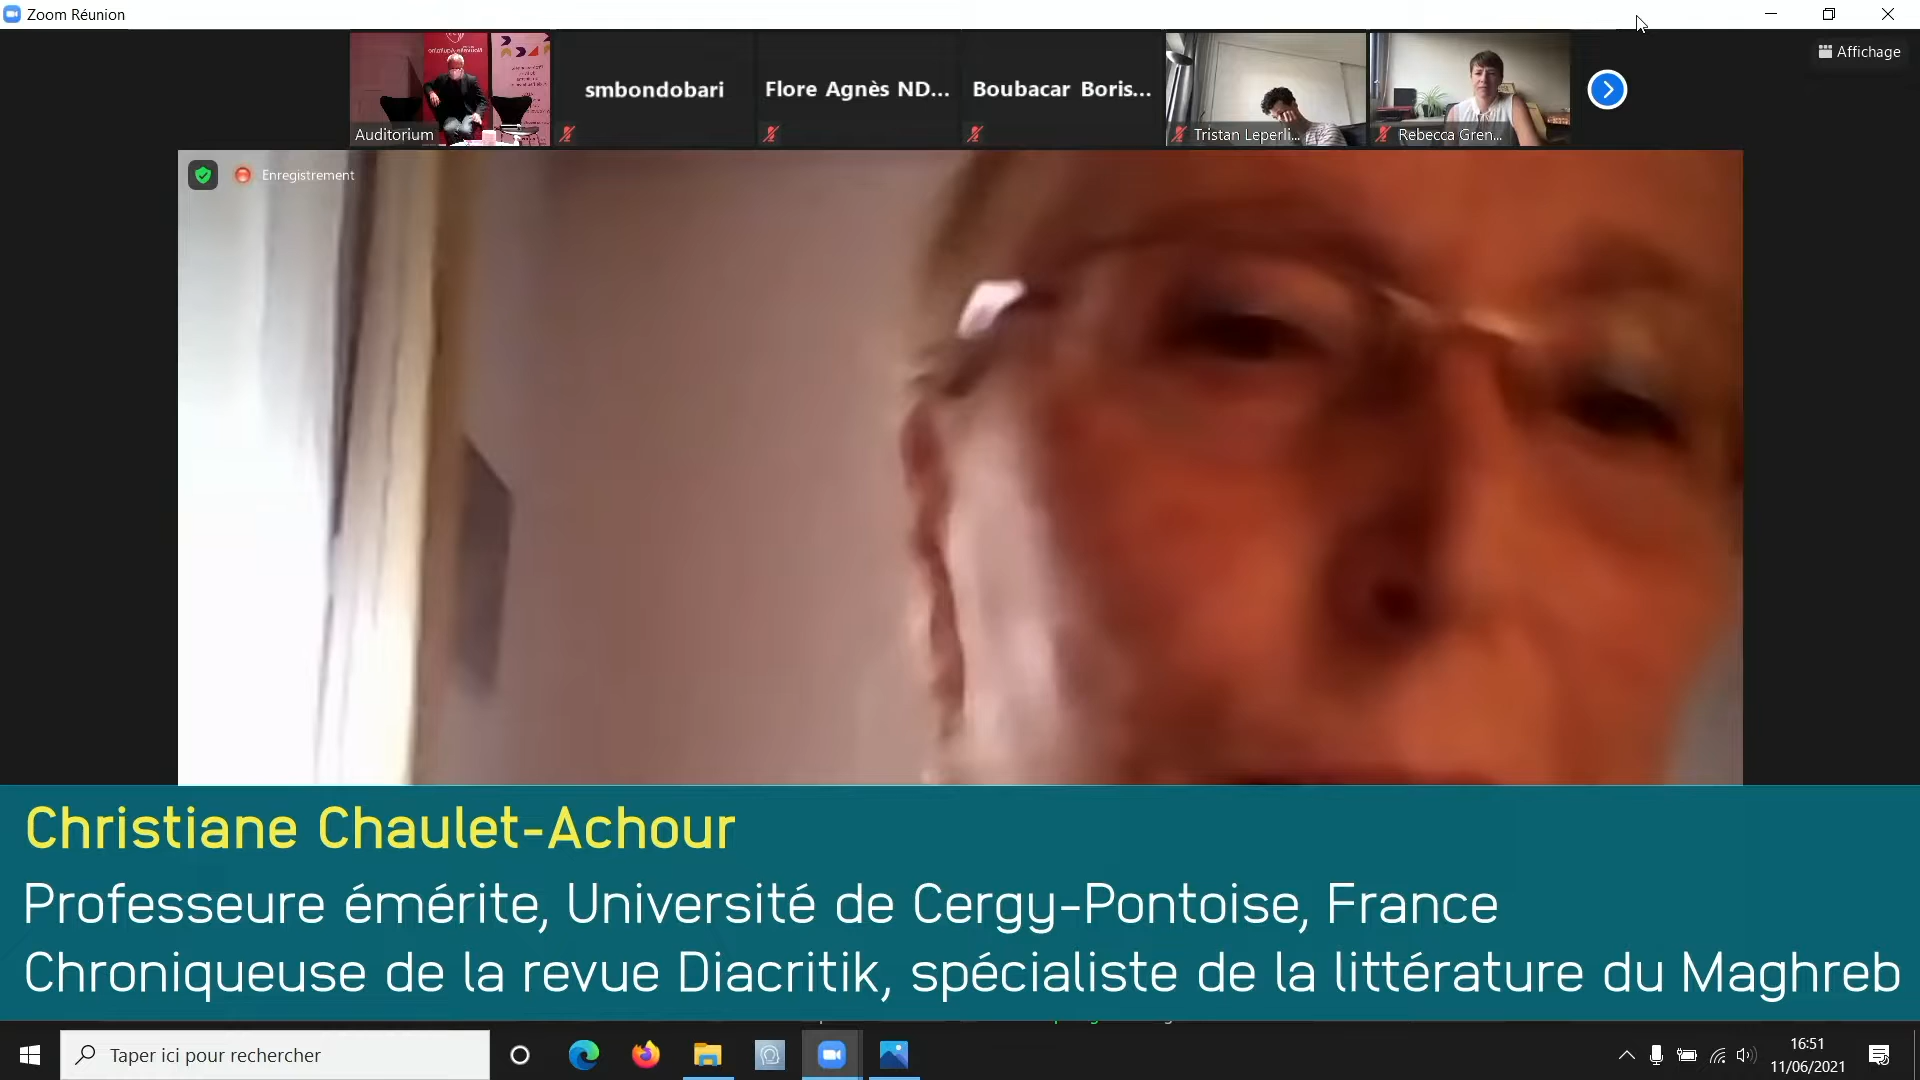 Zoom Réunion
Affichage
Auditorium
smbondobari
Flore Agnès ND...
Boubacar Boris...
Tristan Leperli...
Rebecca Gren...
Enregistrement
Christiane Chaulet-Achour
Professeure émérite, Université de Cergy-Pontoise, France
Chroniqueuse de la revue Diacritik, spécialiste de la littérature du Maghreb
Taper ici pour rechercher
16:51
11/06/2021